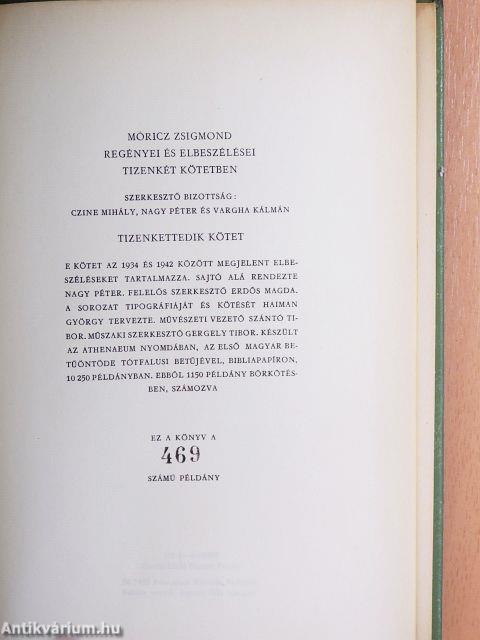 MÓRICZ ZSIGMOND
REGÉNYEI ÉS ELBESZÉLÉSEI
TIZENKÉT KÖTETBEN
SZERKESZTŐ BIZOTTSÁG:
CZINE MIHÁLY, NAGY PÉTER ÉS VARGHA KÁLMÁN
TIZENKETTEDIK KÖTET
E KÖTET AZ 1934 ÉS 1942 KÖZÖTT MEGJELENT ELBE-
SZÉLÉSEKET TARTALMAZZA. SAJTÓ ALÁ RENDEZTE
NAGY PÉTER. FELELŐS SZERKESZTŐ ERDŐS MAGDA.
A SOROZAT TIPOGRÁFIÁJÁT ÉS KÖTÉSÉT HAIMAN
GYÖRGY TERVEZTE. MŰVÉSZETI VEZETŐ SZÁNTÓ TI-
BOR. MŰSZAKI SZERKESZTŐ GERGELY TIBOR. KÉSZÜLT
AZ ATHENAEUM NYOMDÁBAN, AZ ELSŐ MAGYAR BE-
TŰÖNTÖDE TÓTFALUSI BETŰJÉVEL, BIBLIAPAPÍRON,
10 250 PÉLDÁNYBAN. EBBŐL 1150 PÉLDÁNY BŐRKÖTÉS-
BEN, SZÁMOZVA
EZ A KÖNYV A
469
SZÁMÚ PÉLDÁNY
Antikvárium.hu